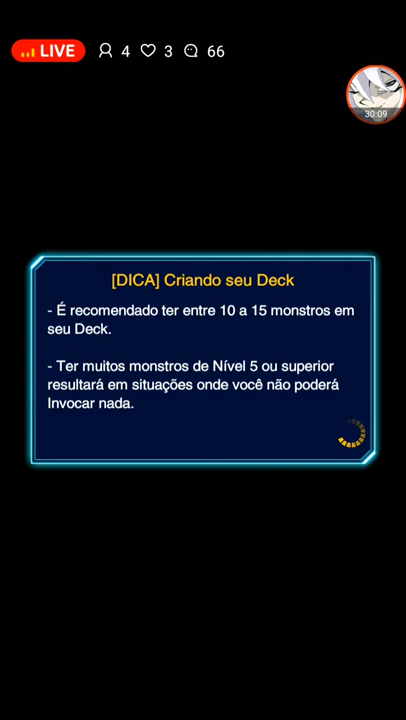 LIVE 4 3 66
30:09
[DICA] Criando seu Deck
- É recomendado ter entre 10 a 15 monstros em
seu Deck.
- Ter muitos monstros de Nível 5 ou superior
resultará em situações onde você não poderá
Invocar nada.